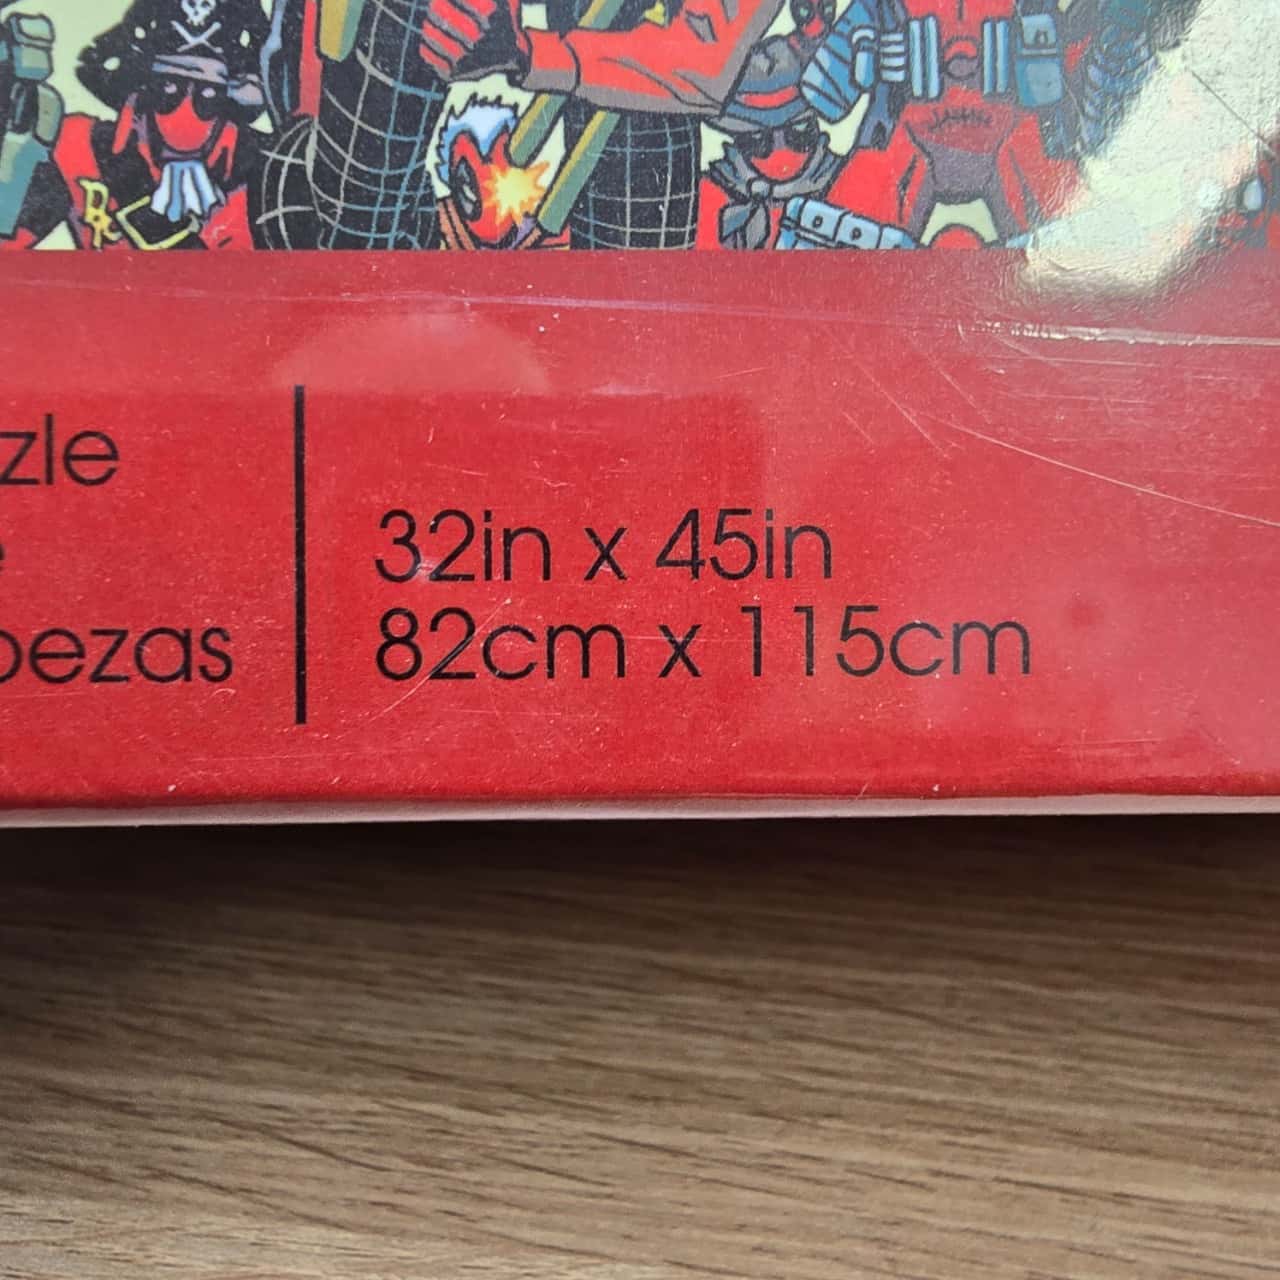 zle
e
bezas
32in x 45in
82cm x 115cm